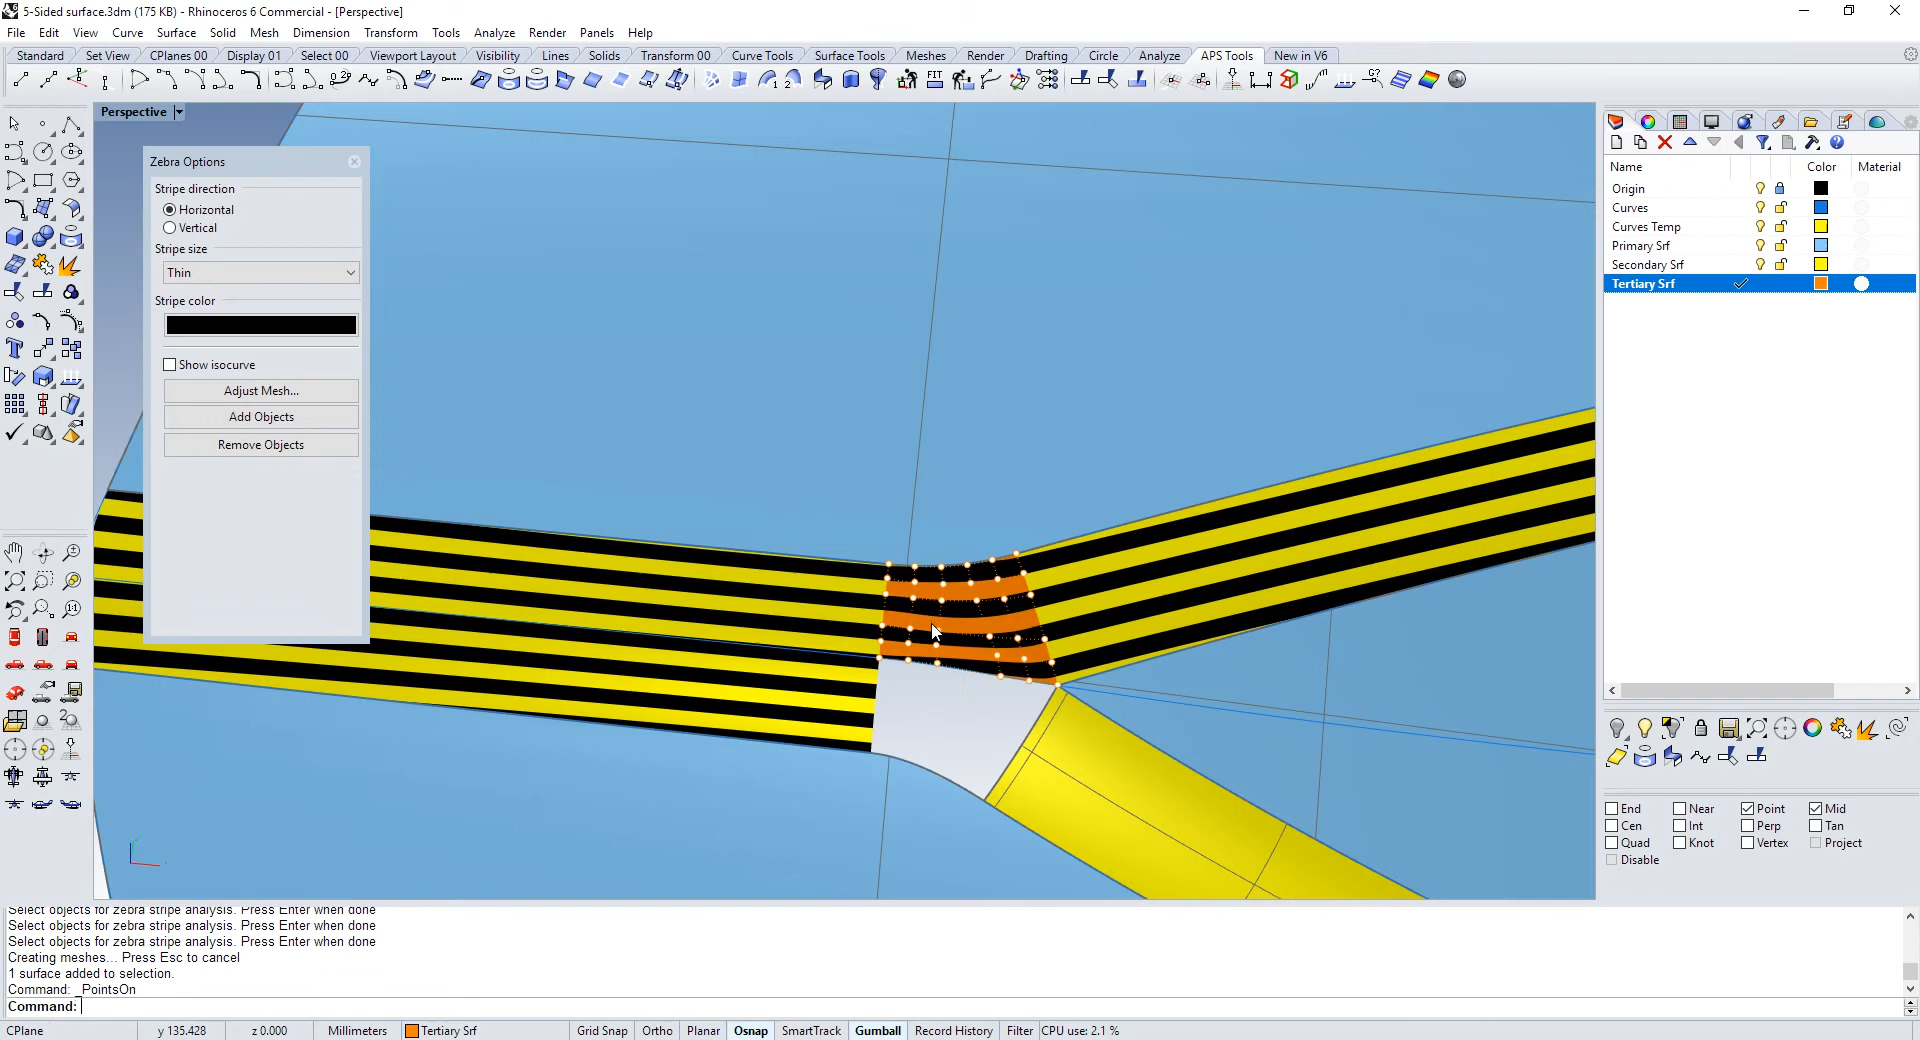 5-Sided surface.3dm (175 KB) - Rhinoceros 6 Commercial - [Perspective]
File Edit View Curve Surface Solid Mesh Dimension Transform Tools Analyze Render Panels Help
Standard Set View CPlanes 00 Display 01 Select 00 Viewport Layout Visibility Lines Solids Transform 00 Curve Tools Surface Tools Meshes Render Drafting Circle Analyze APS Tools New in V6
Perspective
Zebra Options
Stripe direction
Horizontal
Vertical
Stripe size
Thin
Stripe color
Show isocurve
Adjust Mesh...
Add Objects
Remove Objects
Name Color Material
Origin
Curves
Curves Temp
Primary Srf
Secondary Srf
Tertiary Srf
End Near Point Mid
Cen Int Perp Tan
Quad Knot Vertex Project
Disable
Select objects for zebra stripe analysis. Press Enter when done
Select objects for zebra stripe analysis. Press Enter when done
Select objects for zebra stripe analysis. Press Enter when done
Creating meshes... Press Esc to cancel
1 surface added to selection.
Command: _PointsOn
Command:
CPlane y 135.428 z 0.000 Millimeters Tertiary Srf Grid Snap Ortho Planar Osnap SmartTrack Gumball Record History Filter CPU use: 2.1 %